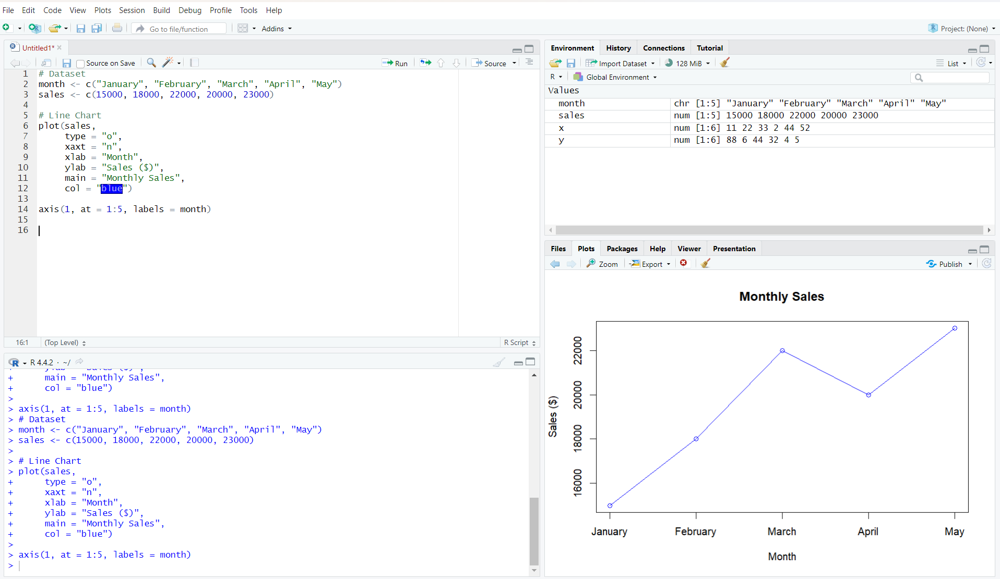 File Edit Code View Plots Session Build Debug Profile Tools Help
Go to file/function Addins Project: (None)
Untitled1*
Source on Save Run Source
1 # Dataset
2 month <- c("January", "February", "March", "April", "May")
3 sales <- c(15000, 18000, 22000, 20000, 23000)
4
5 # Line Chart
6 plot(sales,
7 type = "o",
8 xaxt = "n",
9 xlab = "Month",
10 ylab = "Sales ($)",
11 main = "Monthly Sales",
12 col = "blue")
13
14 axis(1, at = 1:5, labels = month)
15
16
16:1 (Top Level) R Script
R 4.4.2 · ~/
+ ylab = "Sales ($)",
+ main = "Monthly Sales",
+ col = "blue")
>
> axis(1, at = 1:5, labels = month)
> # Dataset
> month <- c("January", "February", "March", "April", "May")
> sales <- c(15000, 18000, 22000, 20000, 23000)
>
> # Line Chart
> plot(sales,
+ type = "o",
+ xaxt = "n",
+ xlab = "Month",
+ ylab = "Sales ($)",
+ main = "Monthly Sales",
+ col = "blue")
>
> axis(1, at = 1:5, labels = month)
>
Environment History Connections Tutorial
Import Dataset 128 MiB List
R Global Environment
Values
month chr [1:5] "January" "February" "March" "April" "May"
sales num [1:5] 15000 18000 22000 20000 23000
x num [1:6] 11 22 33 2 44 52
y num [1:6] 88 6 44 32 4 5
Files Plots Packages Help Viewer Presentation
Zoom Export Publish
Monthly Sales
Sales ($)
22000
20000
18000
16000
January February March April May
Month